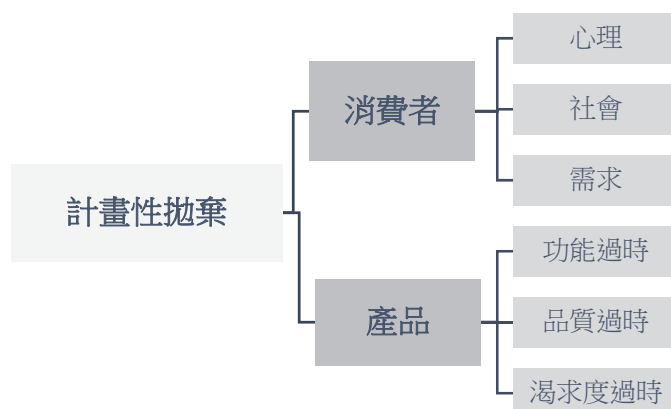 計畫性拋棄
消費者
心理
社會
需求
產品
功能過時
品質過時
渴求度過時